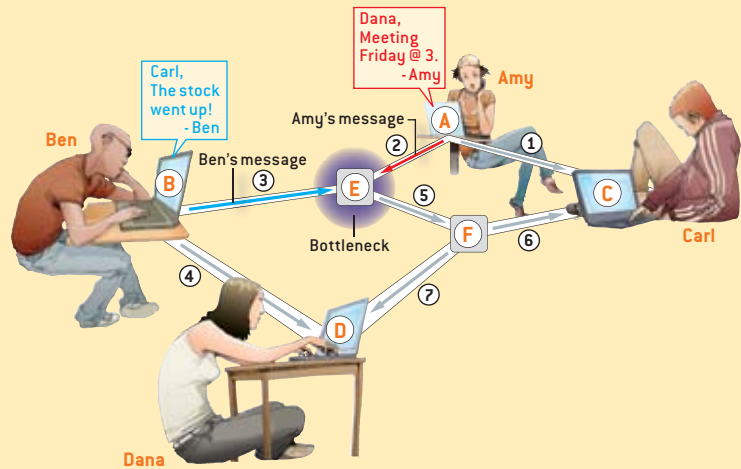 Dana,
Meeting
Friday @ 3.
- Amy
Amy
Carl,
The stock
went up!
- Ben
Ben
Amy's message
A
1
2
Ben's message
B
3
E
5
C
Carl
Bottleneck
F
6
4
7
D
Dana